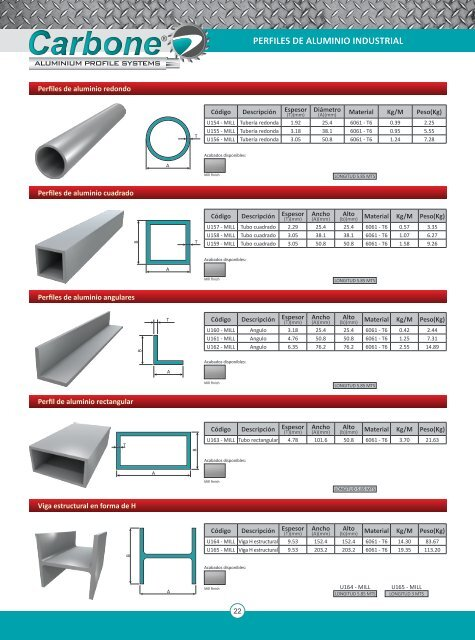 Carbone®
ALUMINIUM PROFILE SYSTEMS
PERFILES DE ALUMINIO INDUSTRIAL
Perfiles de aluminio redondo
T
A
Código Descripción Espesor (T)(mm) Diámetro (A)(mm) Material Kg/M Peso(Kg)
U154 - MILL Tubería redonda 1.92 25.4 6061 - T6 0.39 2.25
U155 - MILL Tubería redonda 3.18 38.1 6061 - T6 0.95 5.55
U156 - MILL Tubería redonda 3.05 50.8 6061 - T6 1.24 7.28
Acabados disponibles:
Mill finish
LONGITUD 5.85 MTS
Perfiles de aluminio cuadrado
B
T
A
Código Descripción Espesor (T)(mm) Ancho (A)(mm) Alto (b)(mm) Material Kg/M Peso(Kg)
U157 - MILL Tubo cuadrado 2.29 25.4 25.4 6061 - T6 0.57 3.35
U158 - MILL Tubo cuadrado 3.05 38.1 38.1 6061 - T6 1.07 6.27
U159 - MILL Tubo cuadrado 3.05 50.8 50.8 6061 - T6 1.58 9.26
Acabados disponibles:
Mill finish
LONGITUD 5.85 MTS
Perfiles de aluminio angulares
T
B
A
Código Descripción Espesor (T)(mm) Ancho (A)(mm) Alto (b)(mm) Material Kg/M Peso(Kg)
U160 - MILL Angulo 3.18 25.4 25.4 6061 - T6 0.42 2.44
U161 - MILL Angulo 4.76 50.8 50.8 6061 - T6 1.25 7.31
U162 - MILL Angulo 6.35 76.2 76.2 6061 - T6 2.55 14.89
Acabados disponibles:
Mill finish
LONGITUD 5.85 MTS
Perfil de aluminio rectangular
T
B
A
Código Descripción Espesor (T)(mm) Ancho (A)(mm) Alto (b)(mm) Material Kg/M Peso(Kg)
U163 - MILL Tubo rectangular 4.78 101.6 50.8 6061 - T6 3.70 21.63
Acabados disponibles:
Mill finish
LONGITUD 5.85 MTS
Viga estructural en forma de H
B
A
Código Descripción Espesor (T)(mm) Ancho (A)(mm) Alto (b)(mm) Material Kg/M Peso(Kg)
U164 - MILL Viga H estructural 9.53 152.4 152.4 6061 - T6 14.30 83.67
U165 - MILL Viga H estructural 9.53 203.2 203.2 6061 - T6 19.35 113.20
Acabados disponibles:
Mill finish
U164 - MILL U165 - MILL
LONGITUD 5.85 MTS LONGITUD 3 MTS
22